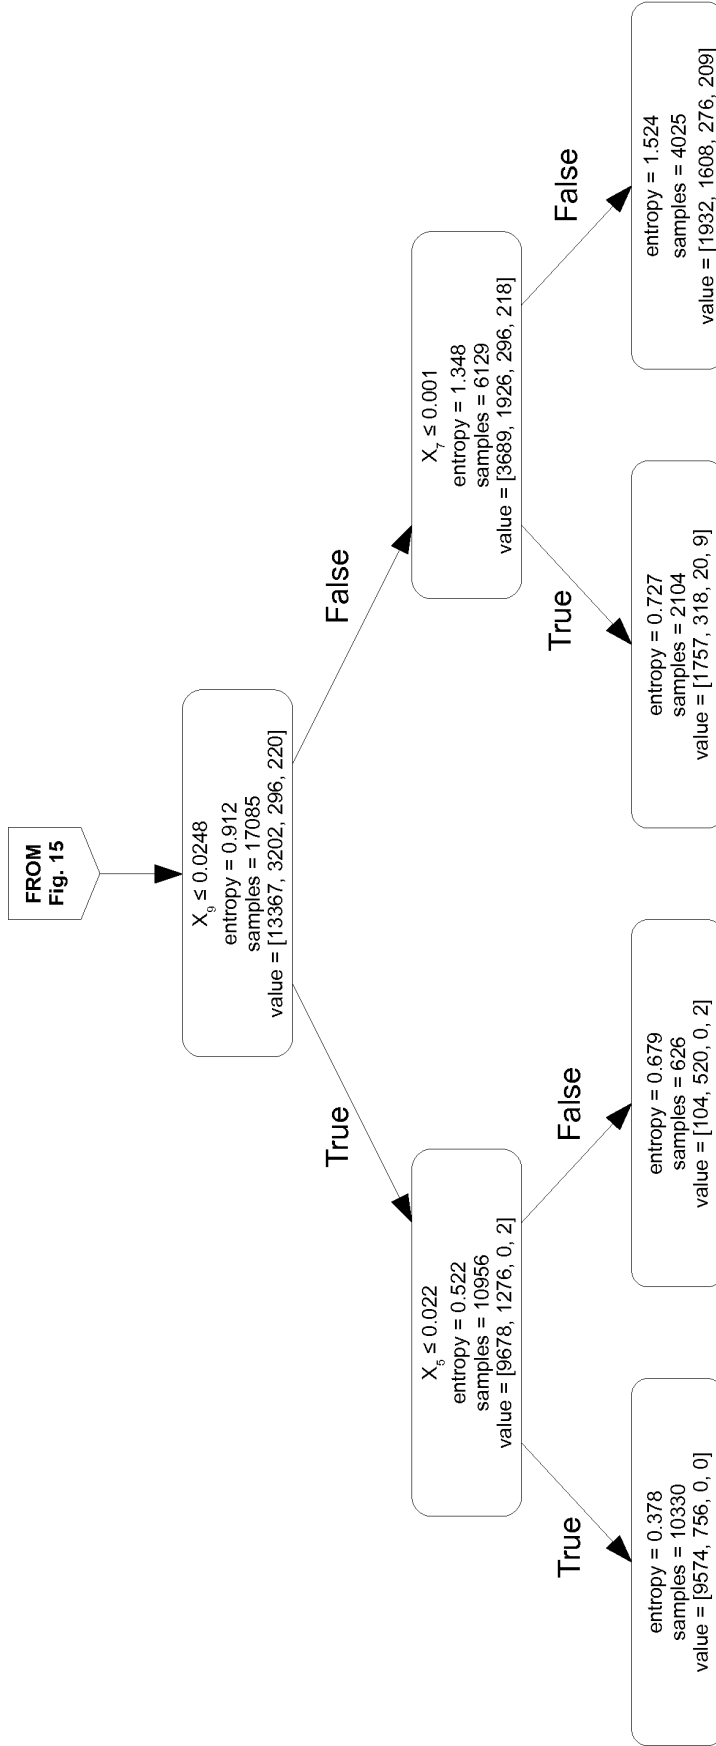 FROM
Fig. 15
X₉ ≤ 0.0248
entropy = 0.912
samples = 17085
value = [13367, 3202, 296, 220]
True
False
X₅ ≤ 0.022
entropy = 0.522
samples = 10956
value = [9678, 1276, 0, 2]
X₇ ≤ 0.001
entropy = 1.348
samples = 6129
value = [3689, 1926, 296, 218]
True
False
True
False
entropy = 0.378
samples = 10330
value = [9574, 756, 0, 0]
entropy = 0.679
samples = 626
value = [104, 520, 0, 2]
entropy = 0.727
samples = 2104
value = [1757, 318, 20, 9]
entropy = 1.524
samples = 4025
value = [1932, 1608, 276, 209]